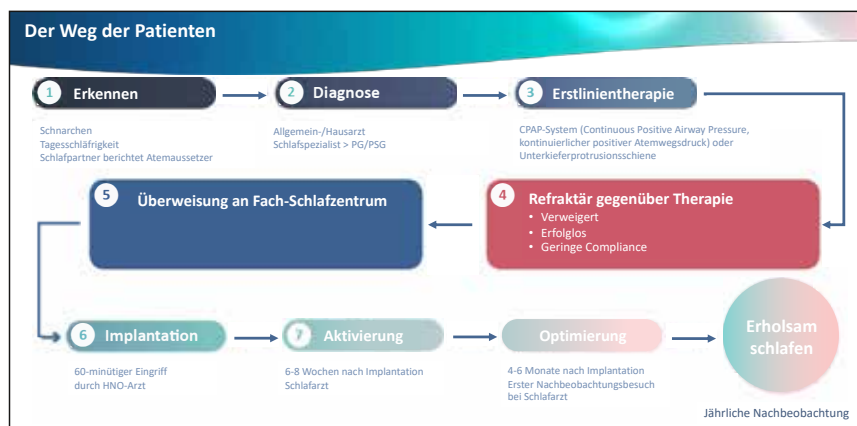 Der Weg der Patienten
1 Erkennen
Schnarchen
Tagesschläfrigkeit
Schlafpartner berichtet Atemaussetzer
2 Diagnose
Allgemein-/Hausarzt
Schlafspezialist > PG/PSG
3 Erstlinientherapie
CPAP-System (Continuous Positive Airway Pressure,
kontinuierlicher positiver Atemwegsdruck) oder
Unterkieferprotrusionsschiene
4 Refraktär gegenüber Therapie
• Verweigert
• Erfolglos
• Geringe Compliance
5 Überweisung an Fach-Schlafzentrum
6 Implantation
60-minütiger Eingriff
durch HNO-Arzt
7 Aktivierung
6-8 Wochen nach Implantation
Schlafarzt
Optimierung
4-6 Monate nach Implantation
Erster Nachbeobachtungsbesuch
bei Schlafarzt
Erholsam
schlafen
Jährliche Nachbeobachtung